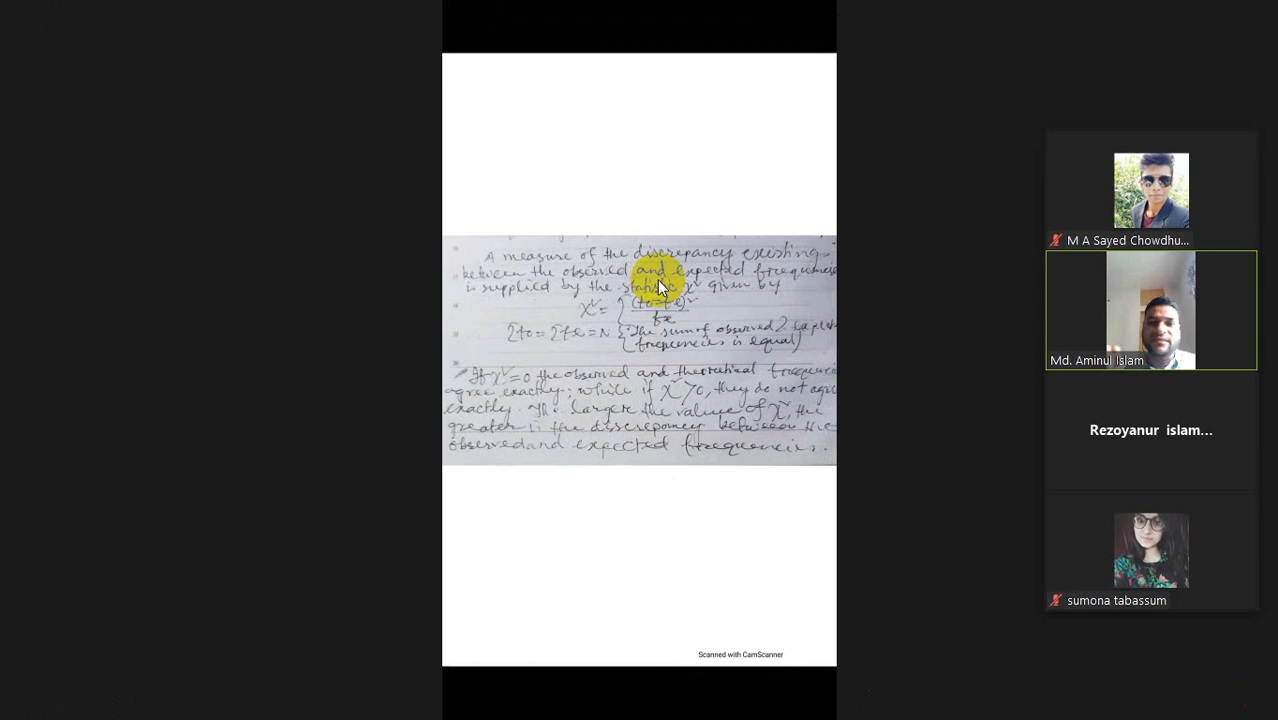 A measure of the discrepancy existing
between the observed and expected frequencies
is supplied by the statistic χ² given by
χ² = Σ (fo-fe)²
fe
Σfo = Σfe = N (The sum of observed &
frequencies is equal)
If χ²=0 the observed and theoretical
agree exactly; while if χ²>0, they do not agree
exactly. The larger the value of χ², the
greater is the discrepancy between the
observed and expected frequencies.
Scanned with CamScanner
M A Sayed Chowdhu...
Md. Aminul Islam
Rezoyanur islam...
sumona tabassum